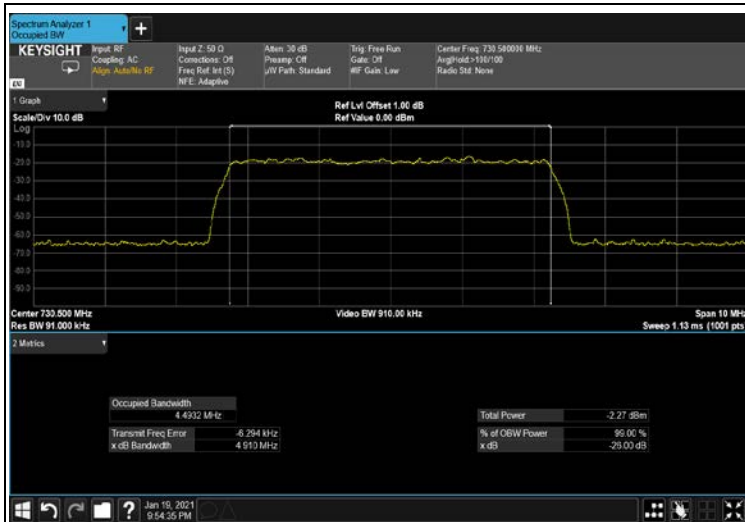 Spectrum Analyzer 1
Occupied BW
KEYSIGHT
Input: RF
Coupling: AC
Align: Auto/No RF
Input Z: 50 Ω
Corrections: Off
Freq Ref: Int (S)
NFE: Adaptive
Atten: 30 dB
Preamp: Off
µW Path: Standard
Trig: Free Run
Gate: Off
#IF Gain: Low
Center Freq: 733.500000 MHz
Avg|Hold:>100/100
Radio Std: None
1 Graph
Scale/Div 10.0 dB
Ref Lvl Offset 1.00 dB
Ref Value 0.00 dBm
Log
-10.0
-20.0
-30.0
-40.0
-50.0
-60.0
-70.0
-80.0
-90.0
Center 733.500 MHz
Res BW 91.000 kHz
Video BW 910.00 kHz
Span 10 MHz
Sweep 1.13 ms (1001 pts
2 Metrics
Occupied Bandwidth
4.4932 MHz
Transmit Freq Error -6.294 kHz
x dB Bandwidth 4.910 MHz
Total Power -2.27 dBm
% of OBW Power 99.00 %
x dB -26.00 dB
?
Jan 19, 2021
9:54:35 PM